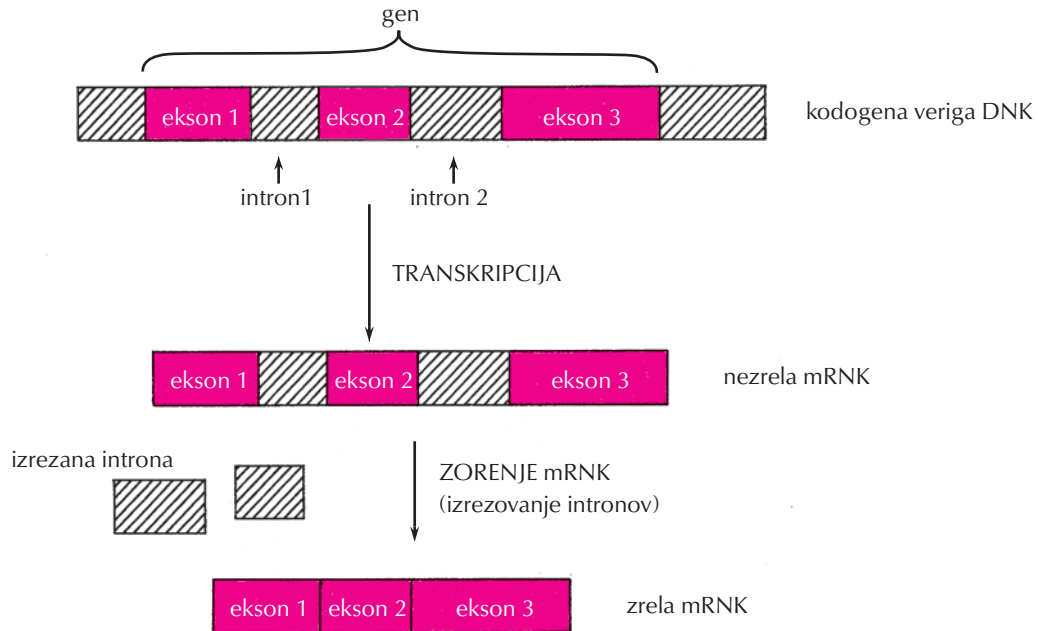 gen
ekson 1 ekson 2 ekson 3 kodogena veriga DNK
intron1 intron 2
TRANSKRIPCIJA
ekson 1 ekson 2 ekson 3 nezrela mRNK
izrezana introna
ZORENJE mRNK
(izrezovanje intronov)
ekson 1 ekson 2 ekson 3 zrela mRNK